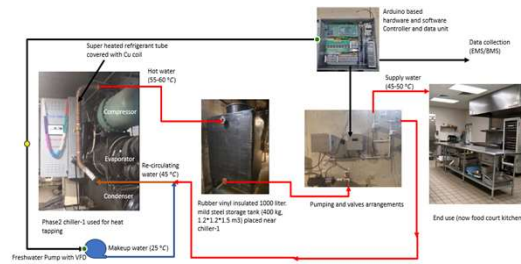 Super heated refrigerant tube
covered with Cu coil
Arduino based
hardware and software
Controller and data unit
Data collection
(EMS/BMS)
Hot water
(55-60 °C)
Supply water
(45-50 °C)
Compressor
Evaporator
Condenser
Re-circulating
water (45 °C)
Phase2 chiller-1 used for heat
tapping
Rubber vinyl insulated 1000 liter.
mild steel storage tank (400 kg,
1.2*1.2*1.5 m3) placed near
chiller-1
Pumping and valves arrangements
End use (now food court kitchen)
Makeup water (25 °C)
Freshwater Pump with VFD